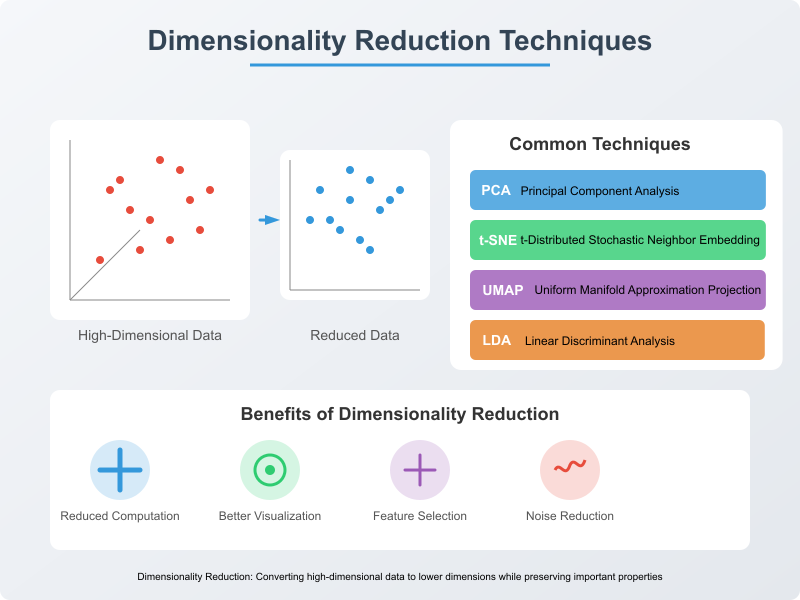 Dimensionality Reduction Techniques
High-Dimensional Data
Reduced Data
Common Techniques
PCA Principal Component Analysis
t-SNE t-Distributed Stochastic Neighbor Embedding
UMAP Uniform Manifold Approximation Projection
LDA Linear Discriminant Analysis
Benefits of Dimensionality Reduction
Reduced Computation
Better Visualization
Feature Selection
Noise Reduction
Dimensionality Reduction: Converting high-dimensional data to lower dimensions while preserving important properties